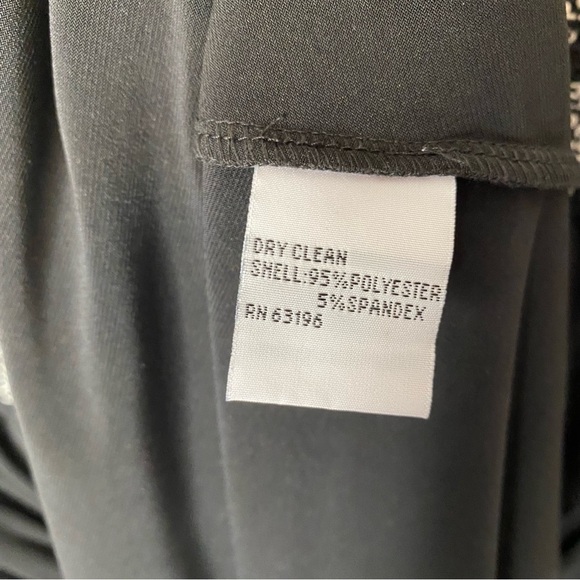 DRY CLEAN
SHELL:95%POLYESTER
5%SPANDEX
RN 63196